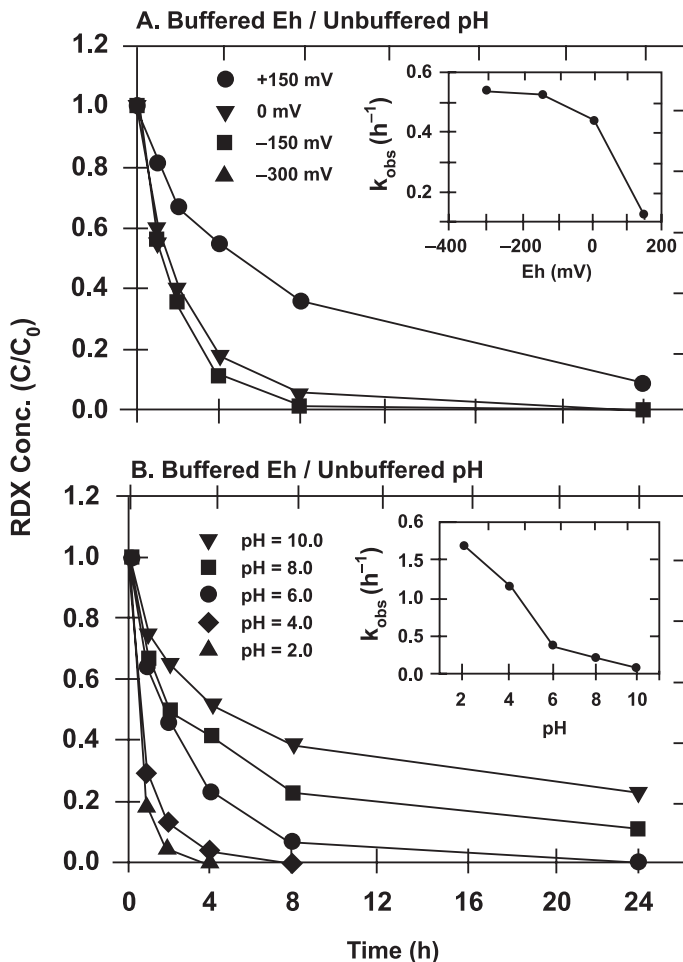 A. Buffered Eh / Unbuffered pH
1.2
1.0
0.8
0.6
0.4
0.2
0.0
+150 mV
0 mV
–150 mV
–300 mV
0.6
0.4
0.2
kobs (h–1)
–400
–200
0
200
Eh (mV)
RDX Conc. (C/C0)
B. Buffered Eh / Unbuffered pH
1.2
1.0
0.8
0.6
0.4
0.2
0.0
pH = 10.0
pH = 8.0
pH = 6.0
pH = 4.0
pH = 2.0
0.6
1.5
1.0
0.5
0.0
kobs (h–1)
2
4
6
8
10
pH
0
4
8
12
16
20
24
Time (h)